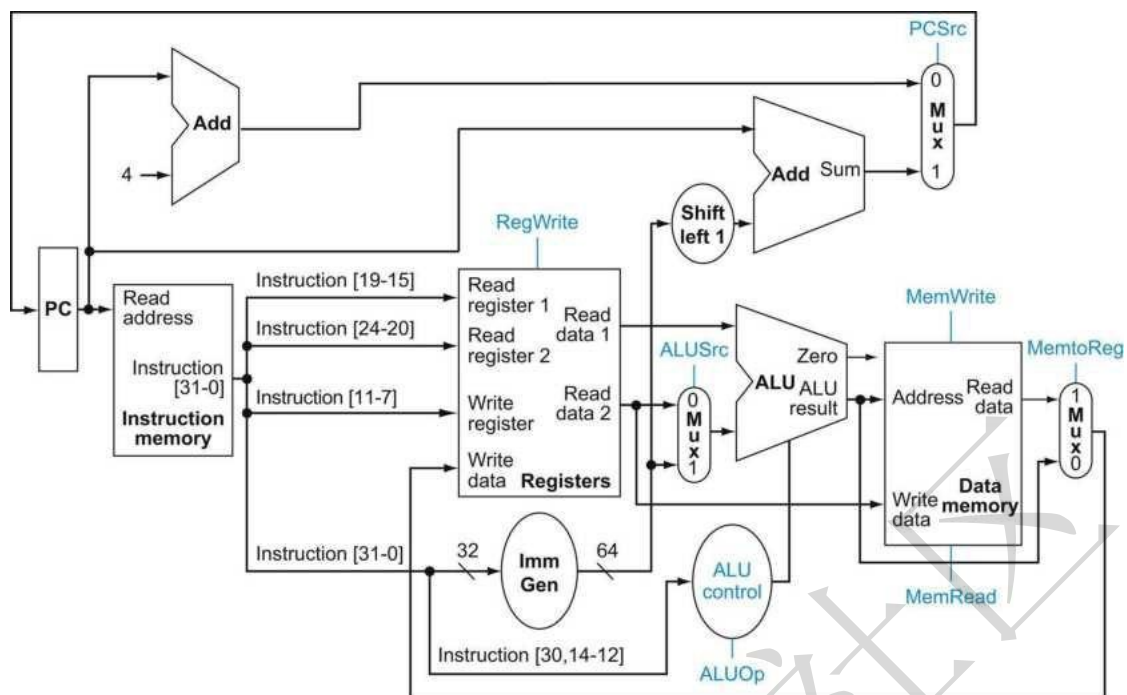 PCSrc
0
Mux
1
Add
4
Add Sum
Shift
left 1
RegWrite
PC
Read
address
Instruction
[31-0]
Instruction
memory
Instruction [19-15]
Instruction [24-20]
Instruction [11-7]
Instruction [31-0]
Read
register 1
Read
register 2
Write
register
Write
data
Registers
Read
data 1
Read
data 2
ALUSrc
0
Mux
1
Zero
ALU
ALU
result
MemWrite
Address
Read
data
Write
data
Data
memory
MemRead
MemtoReg
1
Mux
0
32
Imm
Gen
64
ALU
control
ALUOp
Instruction [30,14-12]